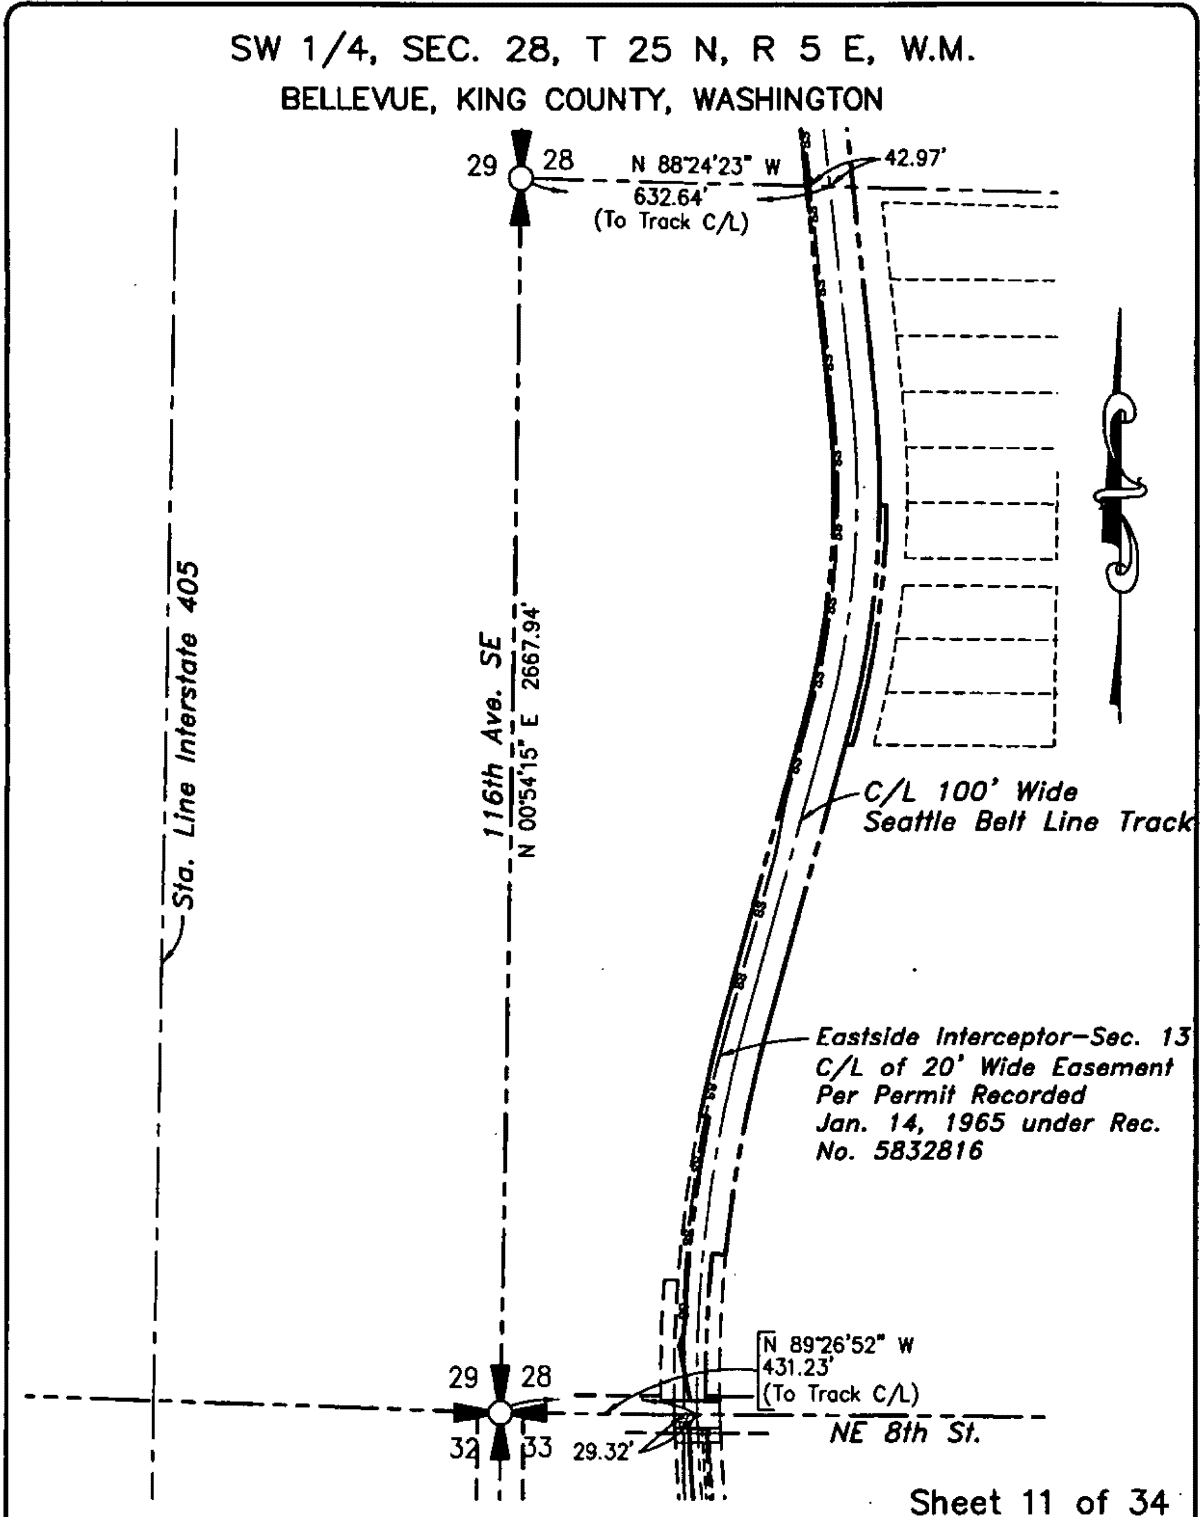 SW 1/4, SEC. 28, T 25 N, R 5 E, W.M.
BELLEVUE, KING COUNTY, WASHINGTON
29 28
N 88°24'23" W
632.64'
(To Track C/L)
42.97'
Sta. Line Interstate 405
116th Ave. SE
N 00°54'15" E 2667.94'
C/L 100' Wide
Seattle Belt Line Track
Eastside Interceptor-Sec. 13
C/L of 20' Wide Easement
Per Permit Recorded
Jan. 14, 1965 under Rec.
No. 5832816
N 89°26'52" W
431.23'
(To Track C/L)
29 28
32 33
29.32'
NE 8th St.
Sheet 11 of 34